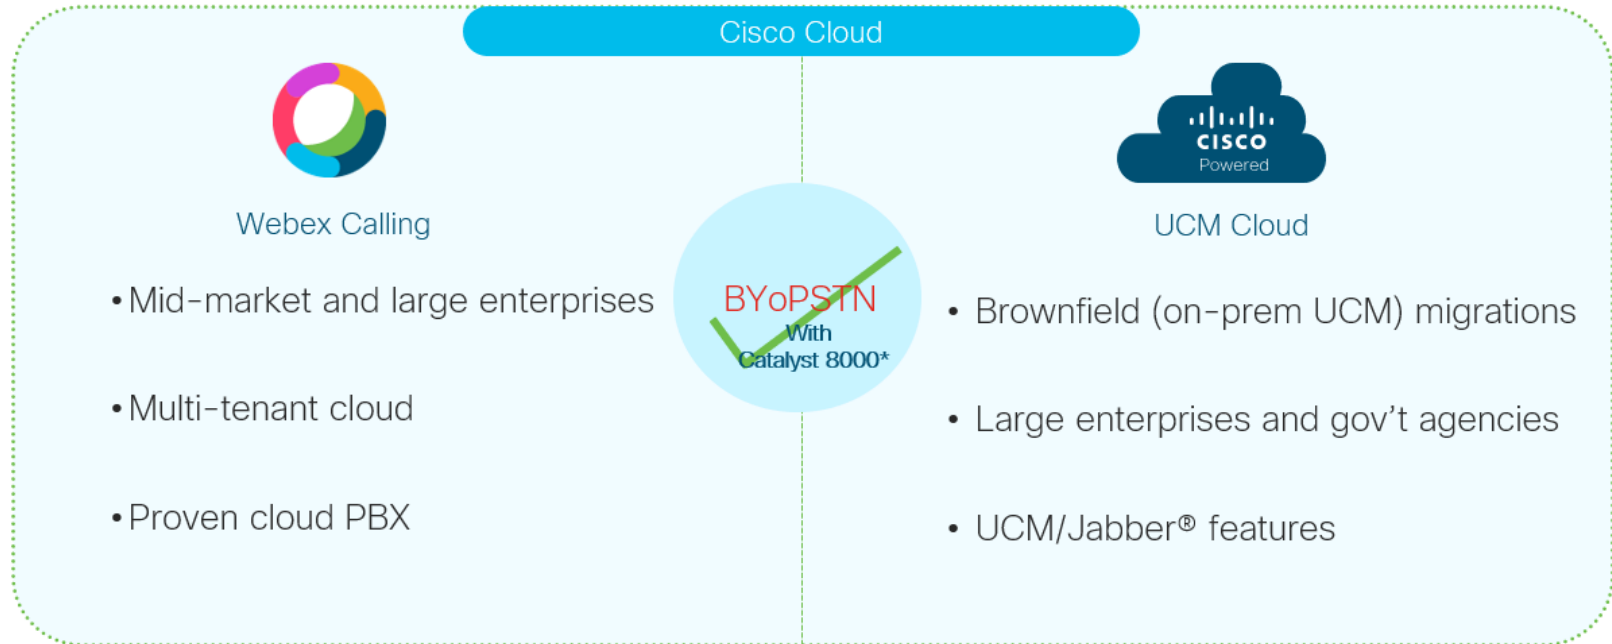 Cisco Cloud
Webex Calling
• Mid-market and large enterprises
• Multi-tenant cloud
• Proven cloud PBX
BYoPSTN
With
Catalyst 8000*
CISCO
Powered
UCM Cloud
• Brownfield (on-prem UCM) migrations
• Large enterprises and gov't agencies
• UCM/Jabber® features